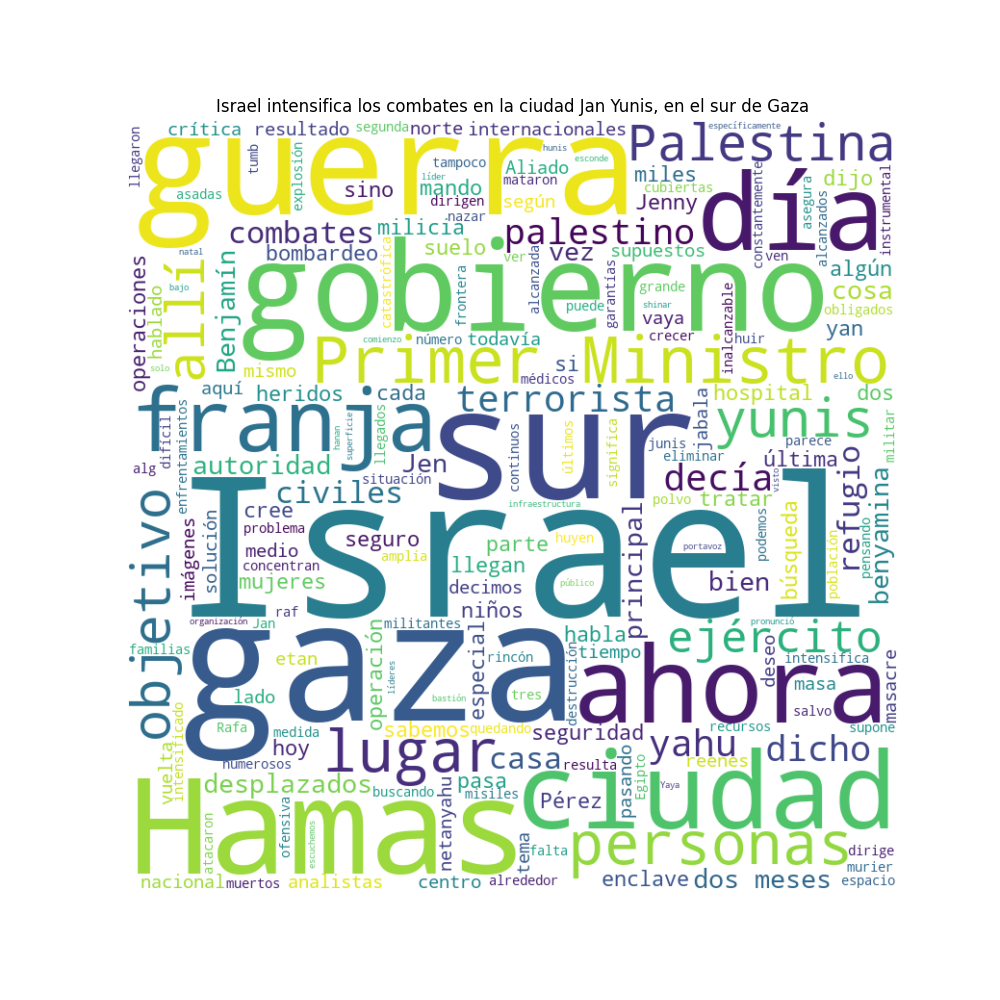 Israel intensifica los combates en la ciudad Jan Yunis, en el sur de Gaza
llegaron
crítica
resultado
segunda
norte
internacionales
específicamente
guerra
Palestina
tumb
explosión
hunis
esconde
tampoco
Aliado
miles
cubiertas
constantemente
día
asegura
dijo
alcanzados
instrumental
asadas
líder
sino
mando
mataron
dirigen
según
Jenny
nazar
combates
milicia
palestino
natal
bombardeo
suelo
ver
vez
supuestos
ven
algún
allí
gobierno
operaciones
hablado
bajo
Benjamín
catastrófica
frontera
alcanzada
garantías
grande
puede
shinar
cosa
obligados
vaya
inalcanzable
yan
crecer
huir
solo
comienzo
número
todavía
Primer Ministro
mismo
si
médicos
ello
aquí
heridos
cada
terrorista
hospital
dos
franja
sur
yunis
jabala
militar
difícil
enfrentamientos
hanan
superficie
llegados
continuos
últimos
significa
junis
parece
eliminar
alg
autoridad
Jen
situación
decía
última
visto
refugio
objetivo
civiles
infraestructura
polvo
tratar
benyamina
imágenes
solución
cree
problema
Israel
seguro
parte
huyen
principal
portavoz
podemos
búsqueda
población
pensando
medio
amplia
concentran
mujeres
llegan
decimos
público
bien
niños
raf
organización
Jan
militantes
pronunció
familias
gaza
operación
especial
habla
ejército
etan
rincón
tiempo
deseo
intensifica
masacre
lado
líderes
bastión
tres
destrucción
ahora
masa
salvo
Rafa
medida
sabemos
quedando
seguridad
recursos
supone
vuelta
intensificado
hoy
lugar
casa
yahu
dicho
numerosos
resulta
reenes
desplazados
pasa
buscando
misiles
netanyahu
Pérez
pasando
Egipto
Yaya
ciudad
Hamas
atacaron
ofensiva
escuchemos
tema
falta
personas
dirige
murier
nacional
muertos
analistas
centro
alrededor
enclave
dos meses
espacio